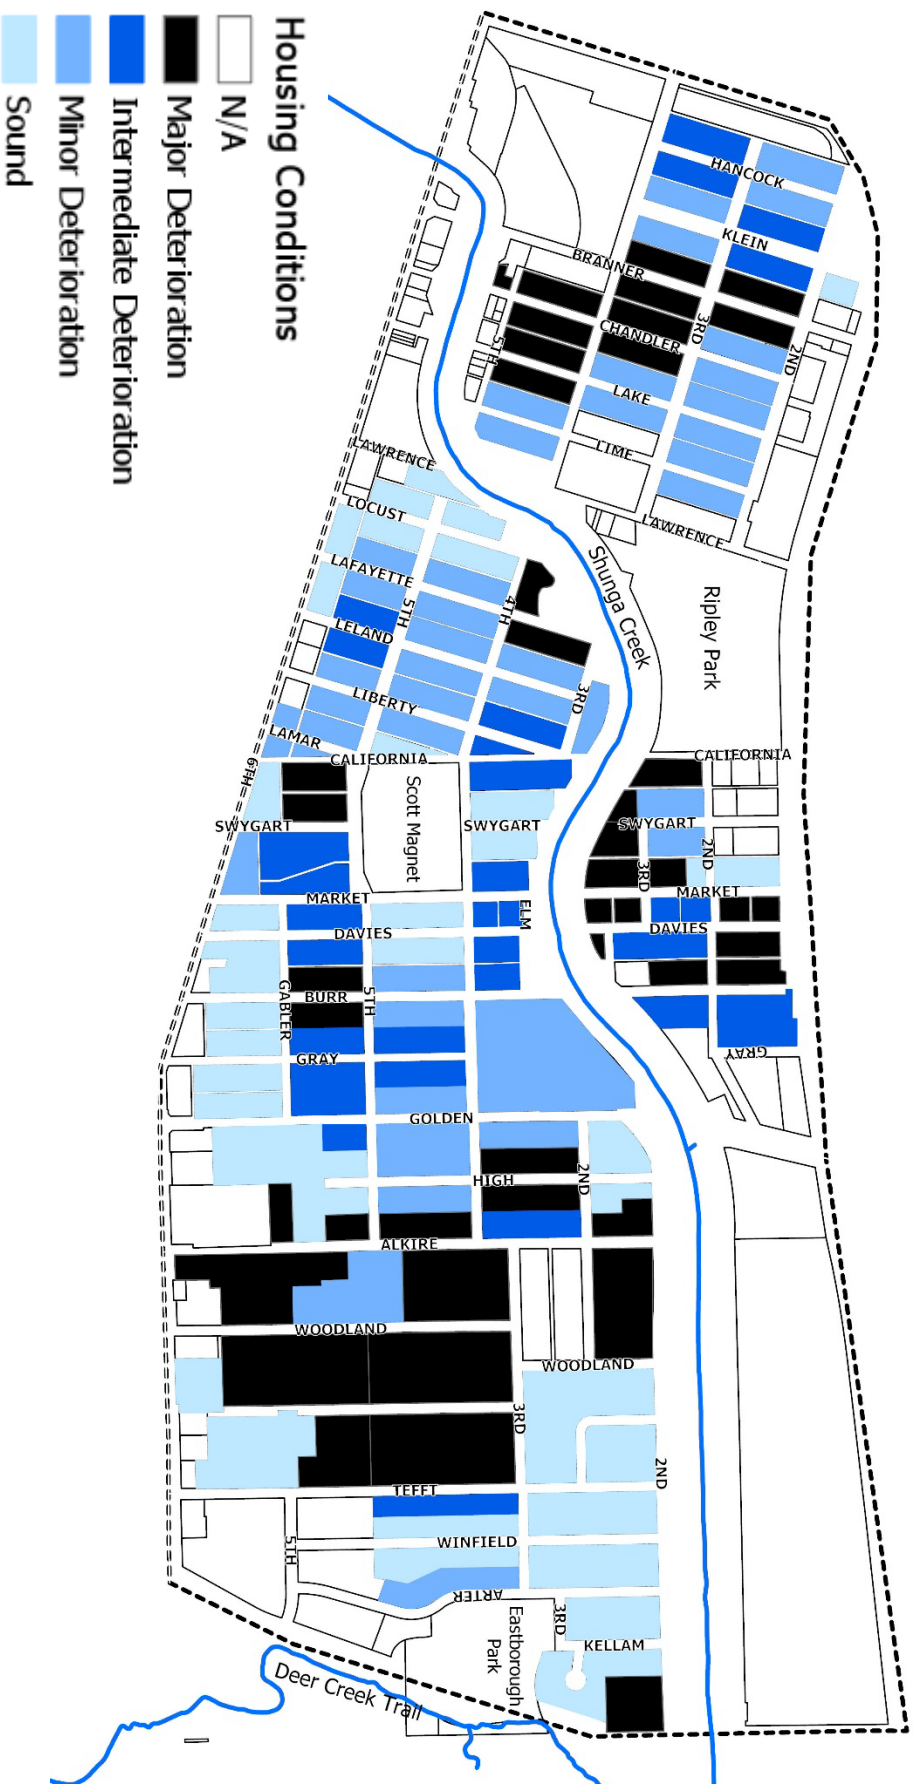 Housing Conditions
N/A
Major Deterioration
Intermediate Deterioration
Minor Deterioration
Sound
HANCOCK
KLEIN
BRANNER
3RD
CHANDLER
2ND
5TH
LAKE
LIME
LAWRENCE
LAWRENCE
LOCUST
Shunga Creek
Ripley Park
LAFAYETTE
5TH
4TH
LELAND
LIBERTY
3RD
LAMAR
CALIFORNIA
CALIFORNIA
6TH
Scott Magnet
SWYGART
SWYGART
SWYGART
2ND
3RD
MARKET
MARKET
ELM
DAVIES
DAVIES
GABLER
BURR
5TH
GRAY
GRAY
GOLDEN
HIGH
2ND
ALKIRE
WOODLAND
WOODLAND
3RD
2ND
TEFFT
WINFIELD
5TH
ARTER
3RD
Eastborough
Park
KELLAM
Deer Creek Trail